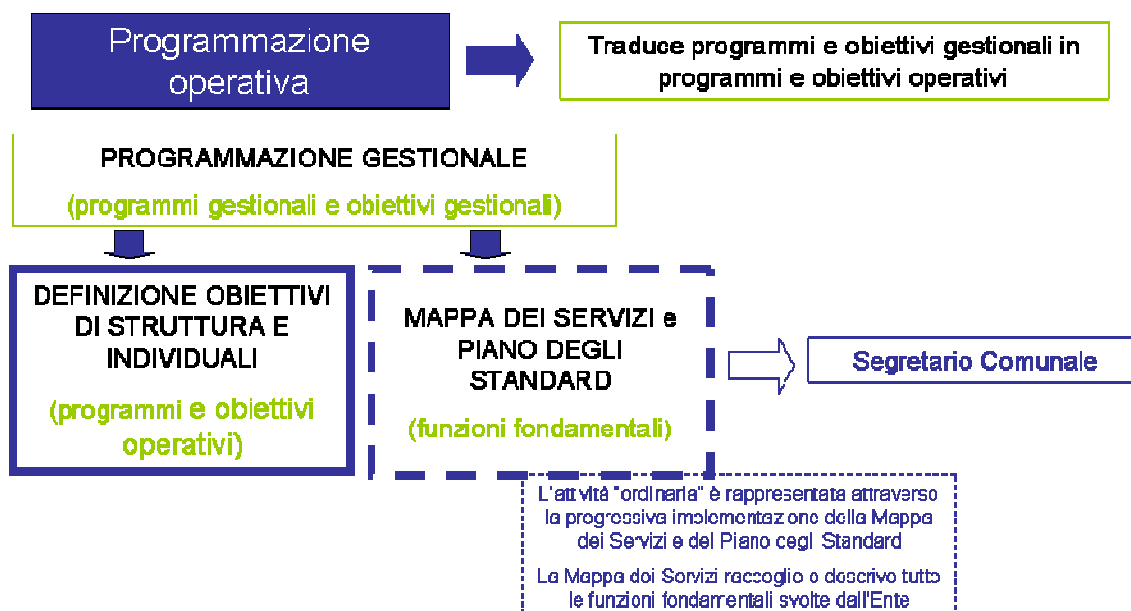 Programmazione
operativa
Traduce programmi e obiettivi gestionali in
programmi e obiettivi operativi
PROGRAMMAZIONE GESTIONALE
(programmi gestionali e obiettivi gestionali)
DEFINIZIONE OBIETTIVI
DI STRUTTURA E
INDIVIDUALI
(programmi e obiettivi
operativi)
MAPPA DEI SERVIZI e
PIANO DEGLI
STANDARD
(funzioni fondamentali)
Segretario Comunale
L'attività "ordinaria" è rappresentata attraverso
la progressiva implementazione della Mappa
dei Servizi e del Piano degli Standard
La Mappa dei Servizi raccoglie e descrive tutte
le funzioni fondamentali svolte dall'Ente